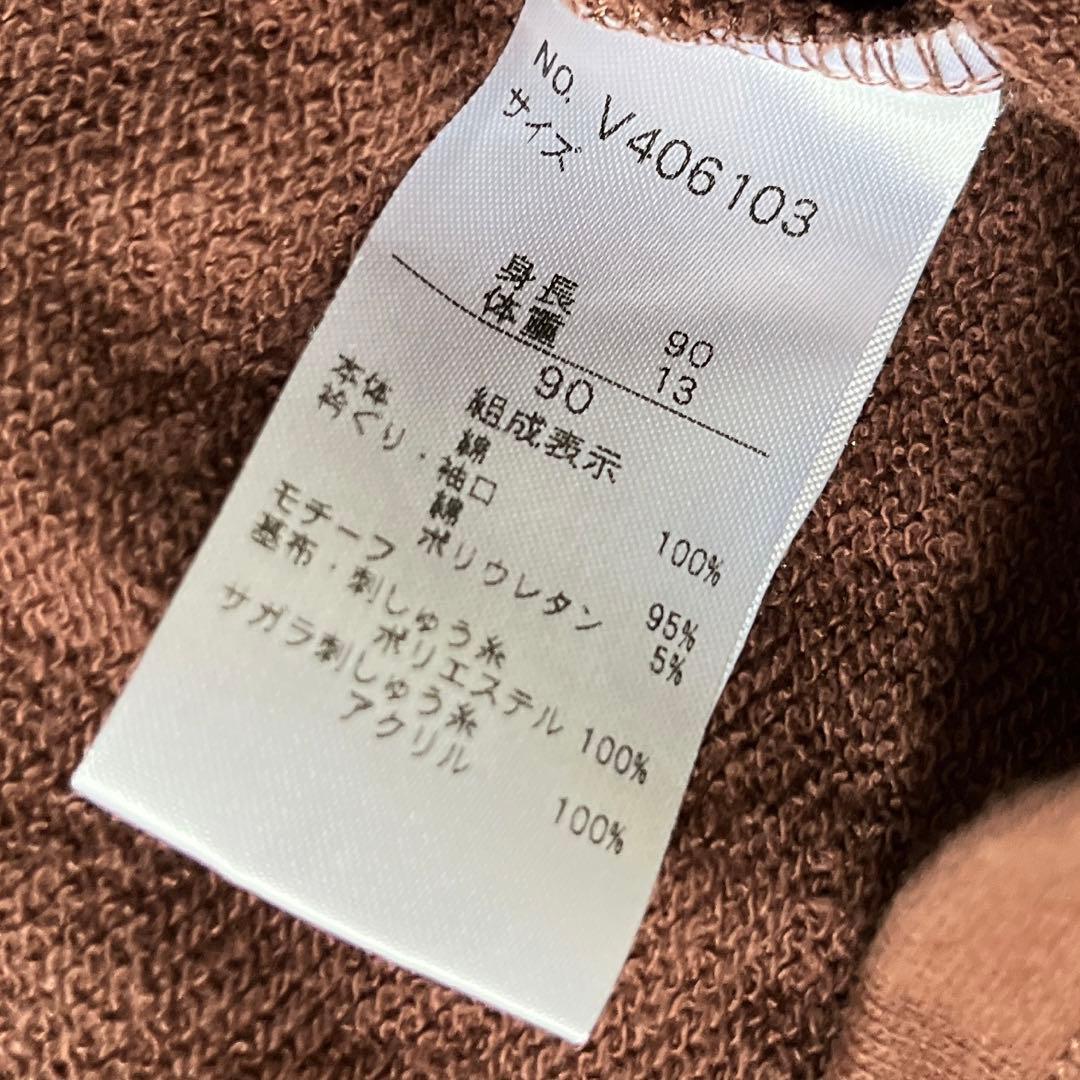 No. V406103
サイズ
身長 90
体重 13
90
組成表示
本体
綿 100%
衿ぐり・袖口
綿 95%
ポリウレタン 5%
モチーフ
基布・刺しゅう糸
ポリエステル 100%
サガラ刺しゅう糸
アクリル 100%